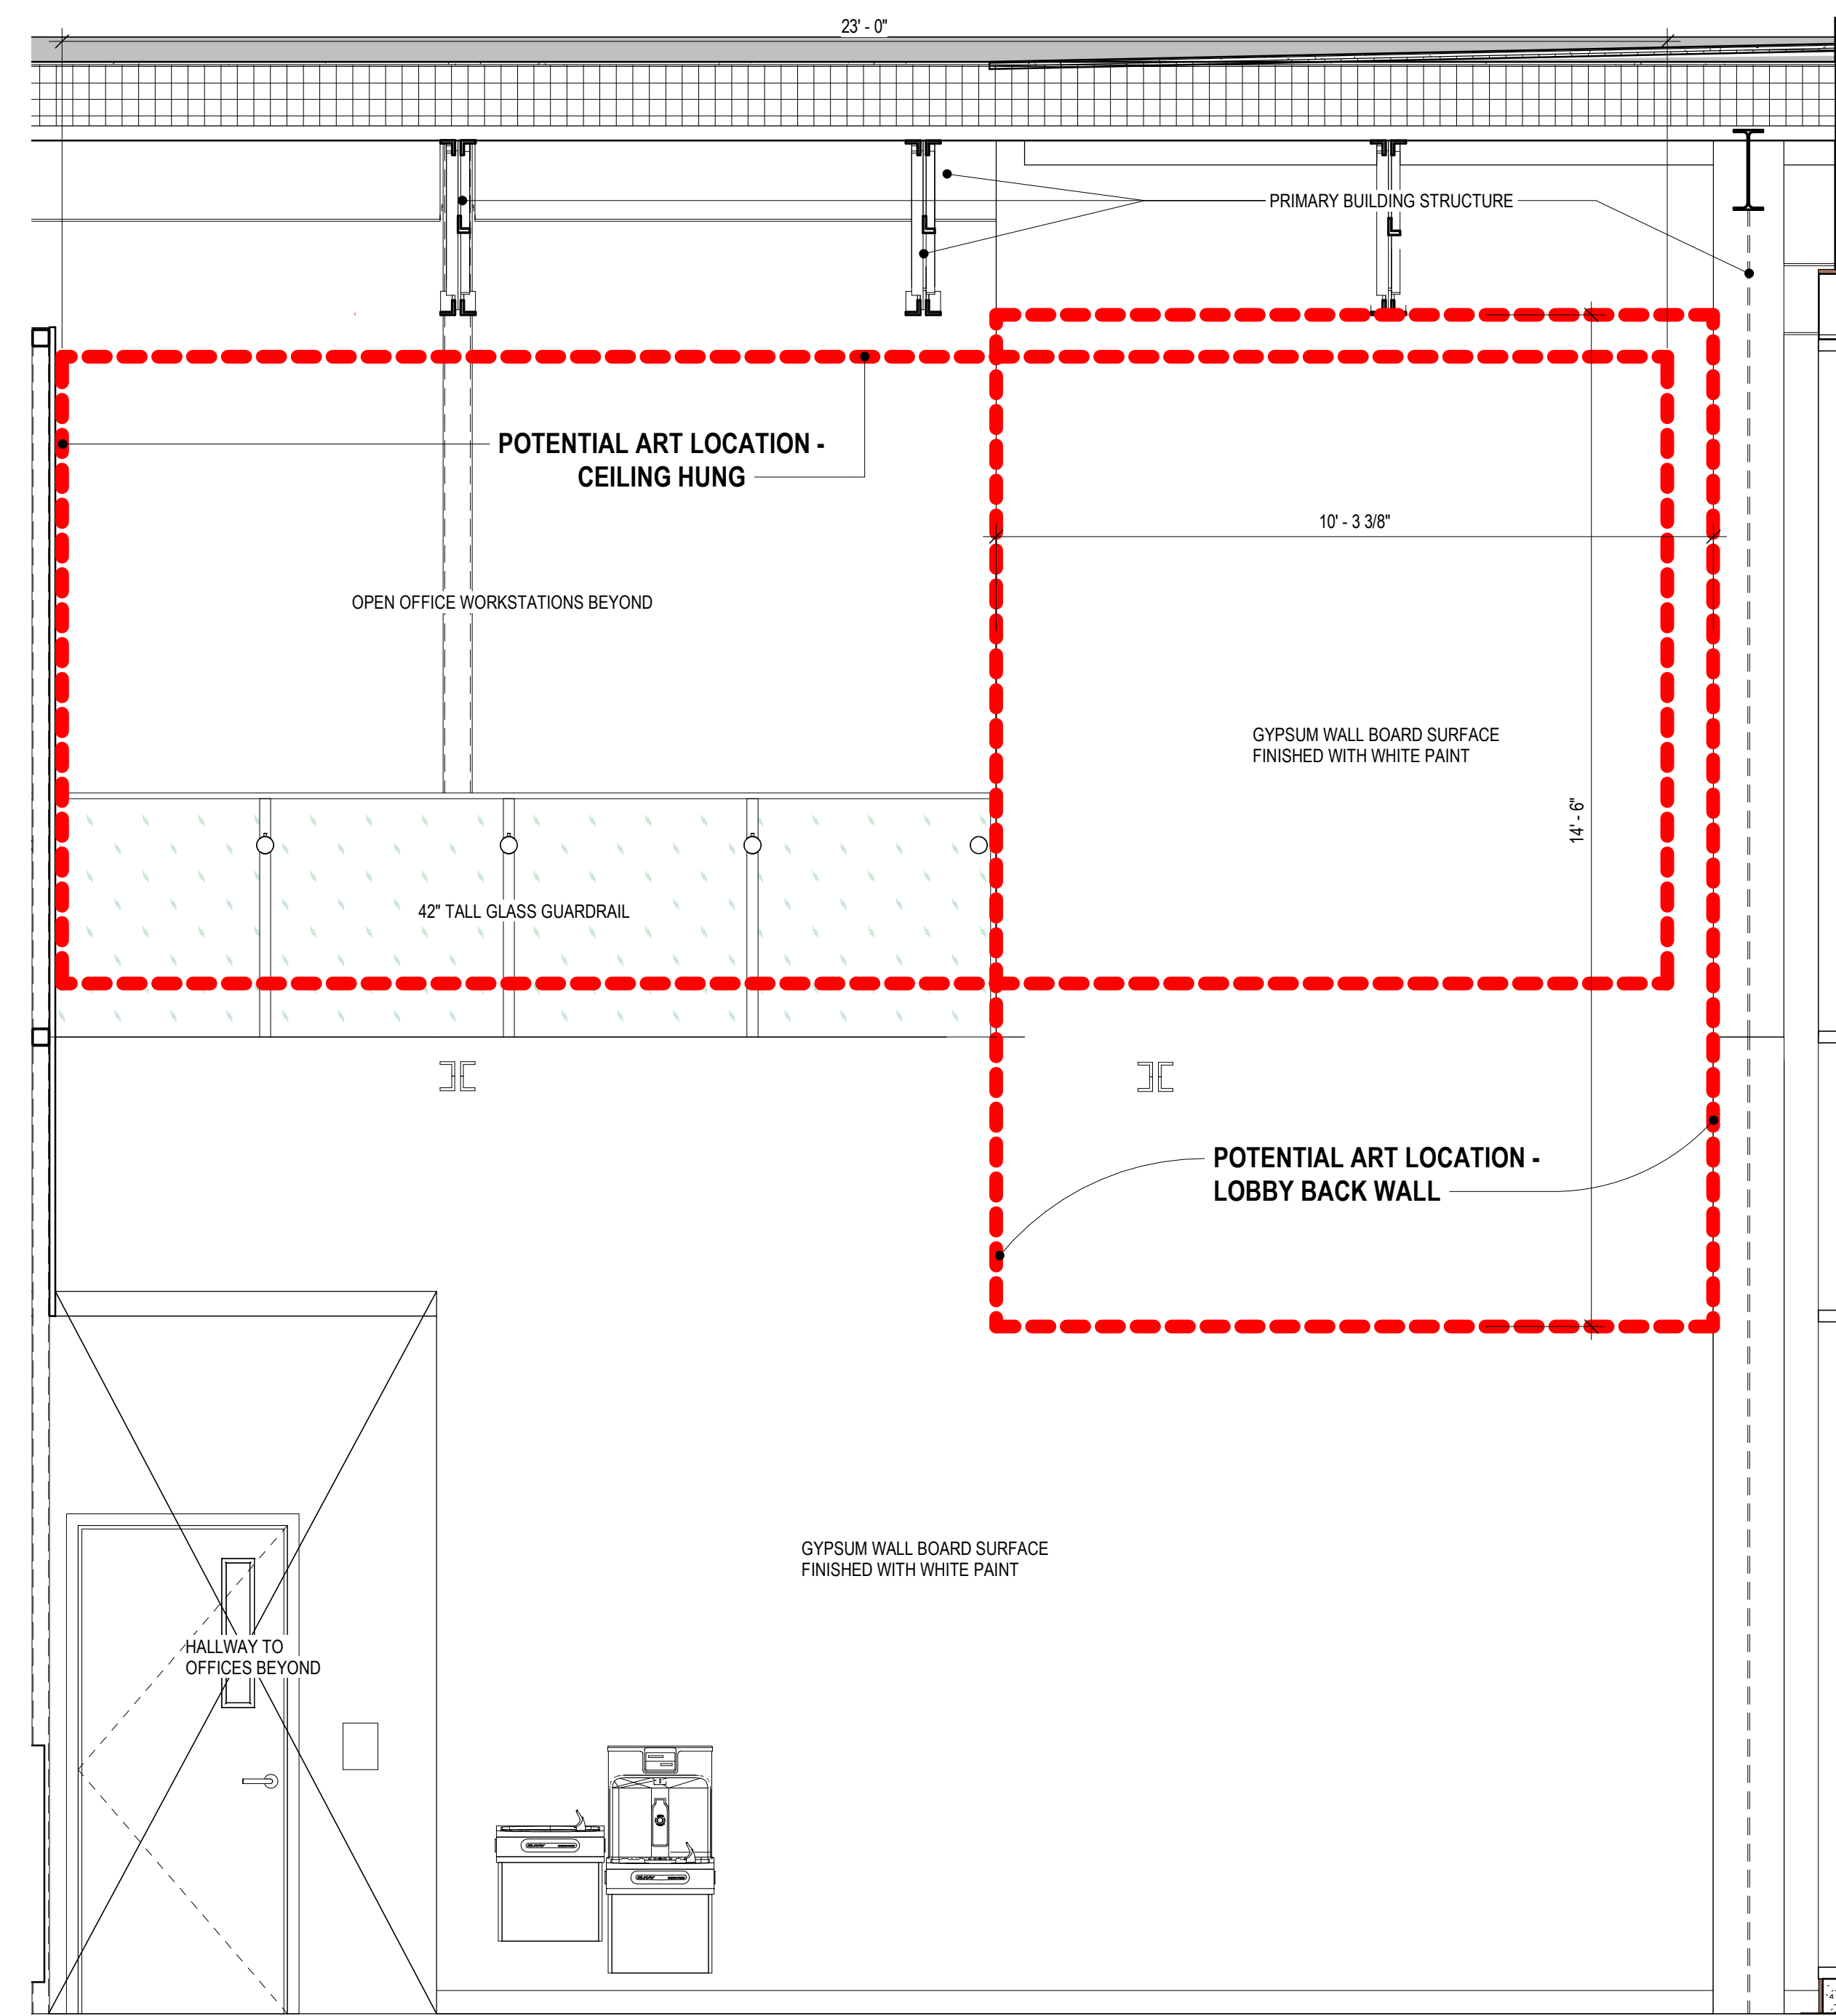 23' - 0"
PRIMARY BUILDING STRUCTURE
POTENTIAL ART LOCATION -
CEILING HUNG
10' - 3 3/8"
OPEN OFFICE WORKSTATIONS BEYOND
GYPSUM WALL BOARD SURFACE
FINISHED WITH WHITE PAINT
14' - 6"
42" TALL GLASS GUARDRAIL
POTENTIAL ART LOCATION -
LOBBY BACK WALL
GYPSUM WALL BOARD SURFACE
FINISHED WITH WHITE PAINT
HALLWAY TO
OFFICES BEYOND